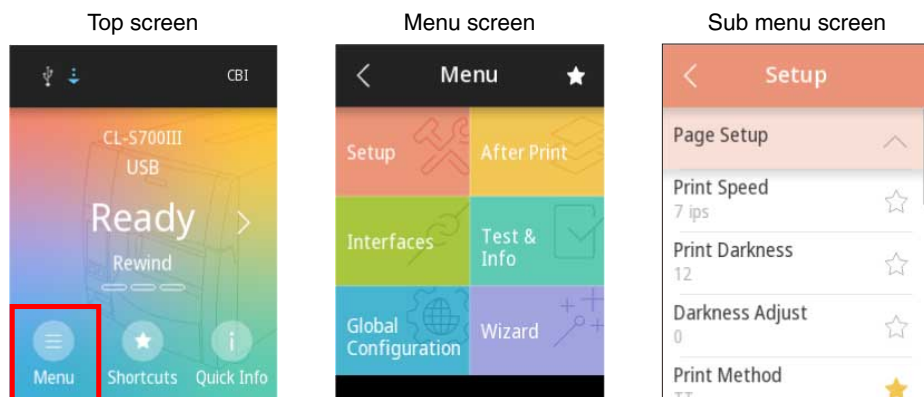 Top screen
Menu screen
Sub menu screen
CBI
CL-S700III
USB
Ready
Rewind
Menu
Shortcuts
Quick Info
Menu
Setup
After Print
Interfaces
Test &
Info
Global
Configuration
Wizard
Setup
Page Setup
Print Speed
7 ips
Print Darkness
12
Darkness Adjust
0
Print Method